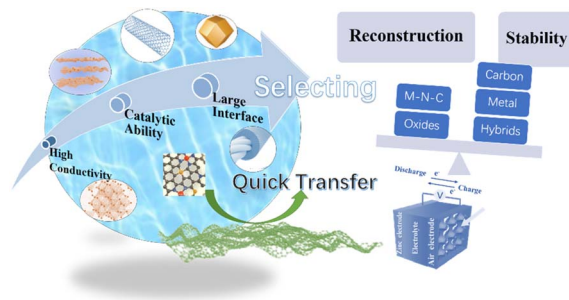 Reconstruction
Stability
Selecting
Large
Interface
Catalytic
Ability
High
Conductivity
Quick Transfer
Carbon
M-N-C
Metal
Oxides
Hybrids
Discharge e⁻
e⁻ Charge
V
Zinc electrode
Electrolyte
Air electrode